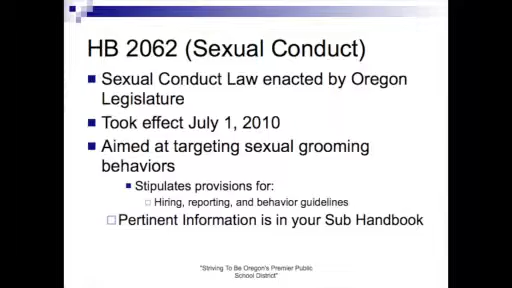 HB 2062 (Sexual Conduct)
Sexual Conduct Law enacted by Oregon
Legislature
Took effect July 1, 2010
Aimed at targeting sexual grooming
behaviors
Stipulates provisions for:
Hiring, reporting, and behavior guidelines
Pertinent Information is in your Sub Handbook
"Striving To Be Oregon's Premier Public
School District"